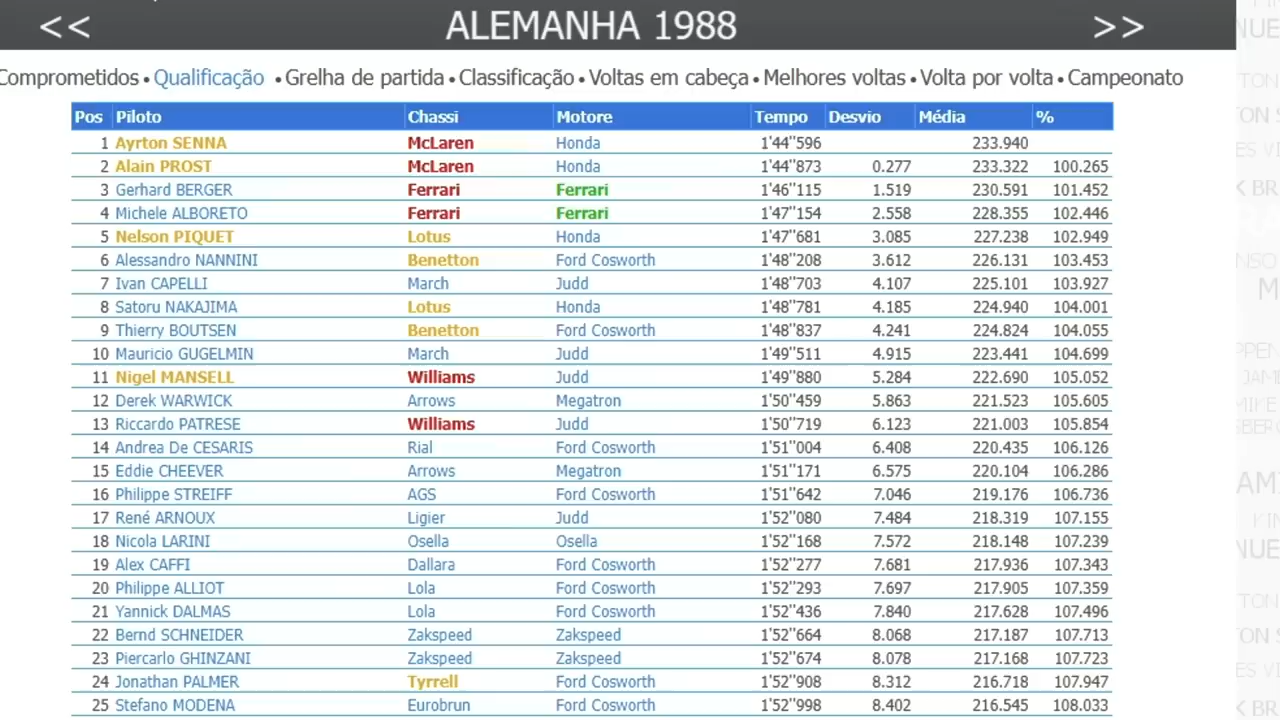 << ALEMANHA 1988 >>
Comprometidos • Qualificação • Grelha de partida • Classificação • Voltas em cabeça • Melhores voltas • Volta por volta • Campeonato
Pos Piloto Chassi Motore Tempo Desvio Média %
1 Ayrton SENNA McLaren Honda 1'44"596 233.940
2 Alain PROST McLaren Honda 1'44"873 0.277 233.322 100.265
3 Gerhard BERGER Ferrari Ferrari 1'46"115 1.519 230.591 101.452
4 Michele ALBORETO Ferrari Ferrari 1'47"154 2.558 228.355 102.446
5 Nelson PIQUET Lotus Honda 1'47"681 3.085 227.238 102.949
6 Alessandro NANNINI Benetton Ford Cosworth 1'48"208 3.612 226.131 103.453
7 Ivan CAPELLI March Judd 1'48"703 4.107 225.101 103.927
8 Satoru NAKAJIMA Lotus Honda 1'48"781 4.185 224.940 104.001
9 Thierry BOUTSEN Benetton Ford Cosworth 1'48"837 4.241 224.824 104.055
10 Mauricio GUGELMIN March Judd 1'49"511 4.915 223.441 104.699
11 Nigel MANSELL Williams Judd 1'49"880 5.284 222.690 105.052
12 Derek WARWICK Arrows Megatron 1'50"459 5.863 221.523 105.605
13 Riccardo PATRESE Williams Judd 1'50"719 6.123 221.003 105.854
14 Andrea De CESARIS Rial Ford Cosworth 1'51"004 6.408 220.435 106.126
15 Eddie CHEEVER Arrows Megatron 1'51"171 6.575 220.104 106.286
16 Philippe STREIFF AGS Ford Cosworth 1'51"642 7.046 219.176 106.736
17 René ARNOUX Ligier Judd 1'52"080 7.484 218.319 107.155
18 Nicola LARINI Osella Osella 1'52"168 7.572 218.148 107.239
19 Alex CAFFI Dallara Ford Cosworth 1'52"277 7.681 217.936 107.343
20 Philippe ALLIOT Lola Ford Cosworth 1'52"293 7.697 217.905 107.359
21 Yannick DALMAS Lola Ford Cosworth 1'52"436 7.840 217.628 107.496
22 Bernd SCHNEIDER Zakspeed Zakspeed 1'52"664 8.068 217.187 107.713
23 Piercarlo GHINZANI Zakspeed Zakspeed 1'52"674 8.078 217.168 107.723
24 Jonathan PALMER Tyrrell Ford Cosworth 1'52"908 8.312 216.718 107.947
25 Stefano MODENA Eurobrun Ford Cosworth 1'52"998 8.402 216.545 108.033